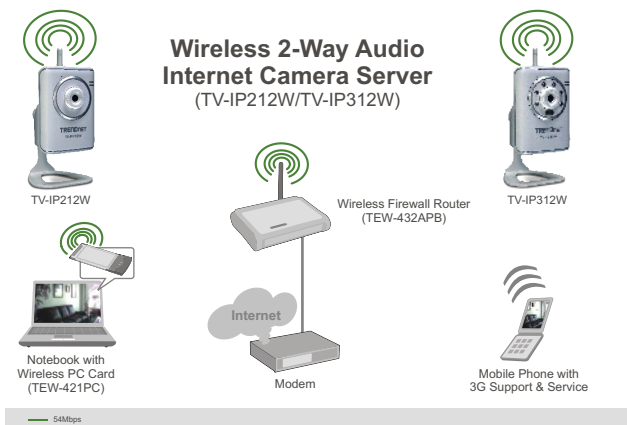 Wireless 2-Way Audio
Internet Camera Server
(TV-IP212W/TV-IP312W)
TRENDnet
TV-IP212W
TV-IP312W
Wireless Firewall Router
(TEW-432APB)
Internet
Notebook with
Wireless PC Card
(TEW-421PC)
Modem
Mobile Phone with
3G Support & Service
54Mbps